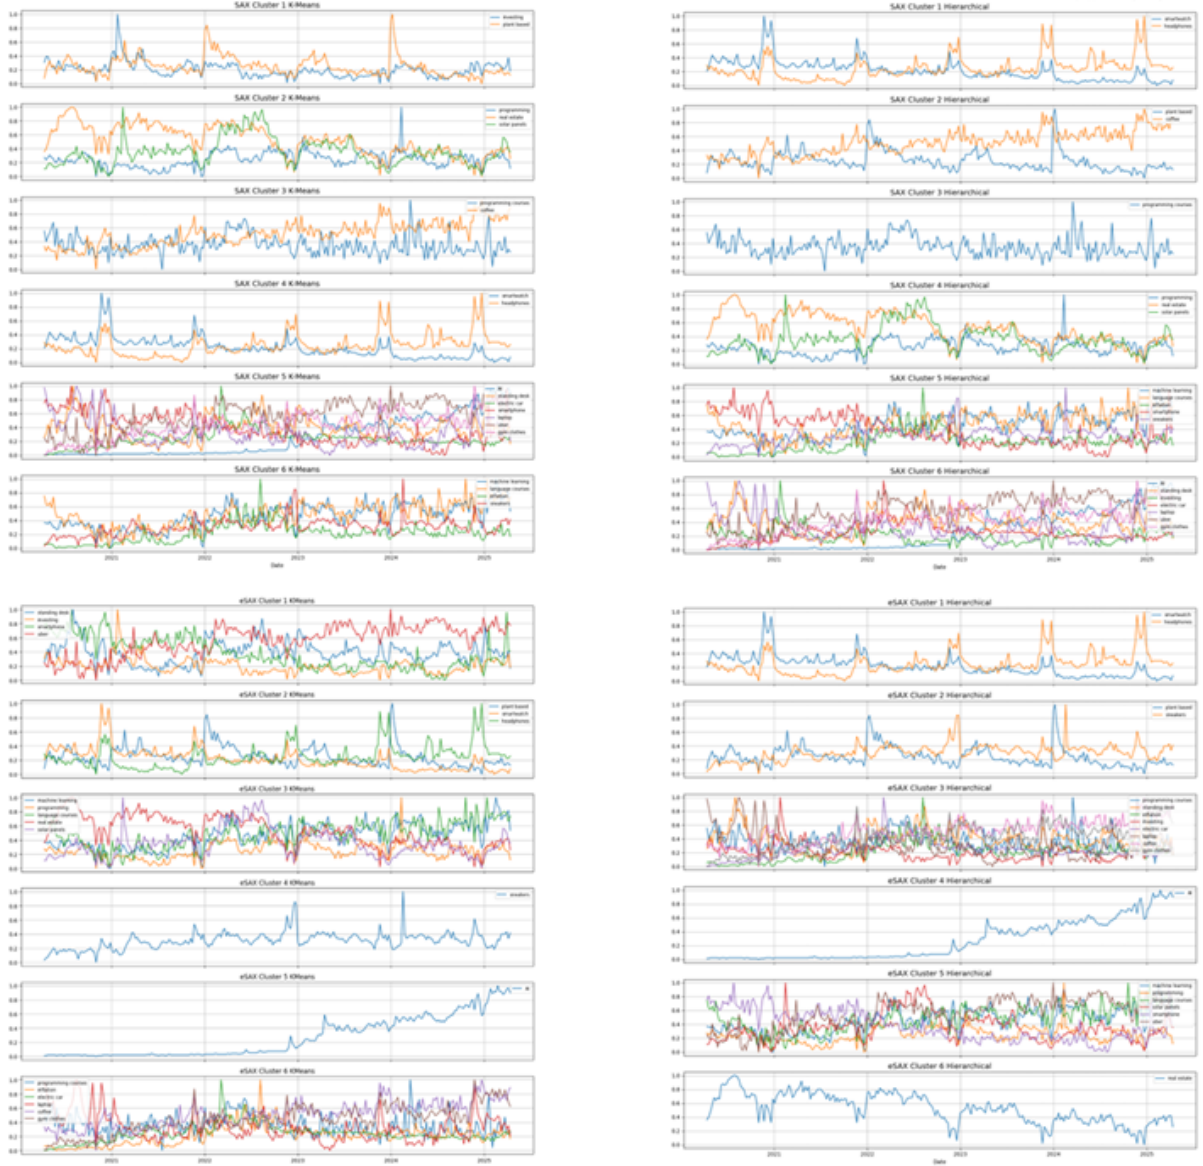 SAX Cluster 1 K-Means
investing
plant based
SAX Cluster 2 K-Means
programming
real estate
solar panels
SAX Cluster 3 K-Means
programming courses
coffee
SAX Cluster 4 K-Means
smartwatch
headphones
SAX Cluster 5 K-Means
standing desk
electric car
smartphone
laptop
uber
gym clothes
SAX Cluster 6 K-Means
machine learning
language courses
inflation
sneakers
2021 2022 2023 2024 2025
Date
SAX Cluster 1 Hierarchical
smartwatch
headphones
SAX Cluster 2 Hierarchical
plant based
coffee
SAX Cluster 3 Hierarchical
programming courses
SAX Cluster 4 Hierarchical
programming
real estate
solar panels
SAX Cluster 5 Hierarchical
machine learning
language courses
inflation
smartphone
sneakers
SAX Cluster 6 Hierarchical
standing desk
investing
electric car
laptop
uber
gym clothes
2021 2022 2023 2024 2025
Date
eSAX Cluster 1 KMeans
standing desk
investing
smartphone
uber
eSAX Cluster 2 KMeans
plant based
smartwatch
headphones
eSAX Cluster 3 KMeans
machine learning
programming
language courses
real estate
solar panels
eSAX Cluster 4 KMeans
sneakers
eSAX Cluster 5 KMeans
eSAX Cluster 6 KMeans
programming courses
inflation
electric car
laptop
coffee
gym clothes
2021 2022 2023 2024 2025
eSAX Cluster 1 Hierarchical
smartwatch
headphones
eSAX Cluster 2 Hierarchical
plant based
sneakers
eSAX Cluster 3 Hierarchical
programming courses
standing desk
inflation
investing
electric car
laptop
coffee
gym clothes
eSAX Cluster 4 Hierarchical
eSAX Cluster 5 Hierarchical
machine learning
programming
language courses
solar panels
smartphone
uber
eSAX Cluster 6 Hierarchical
real estate
2021 2022 2023 2024 2025
Date